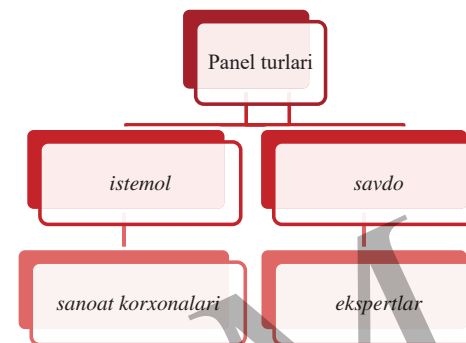 Panel turlari
istemol
savdo
sanoat korxonalari
ekspertlar